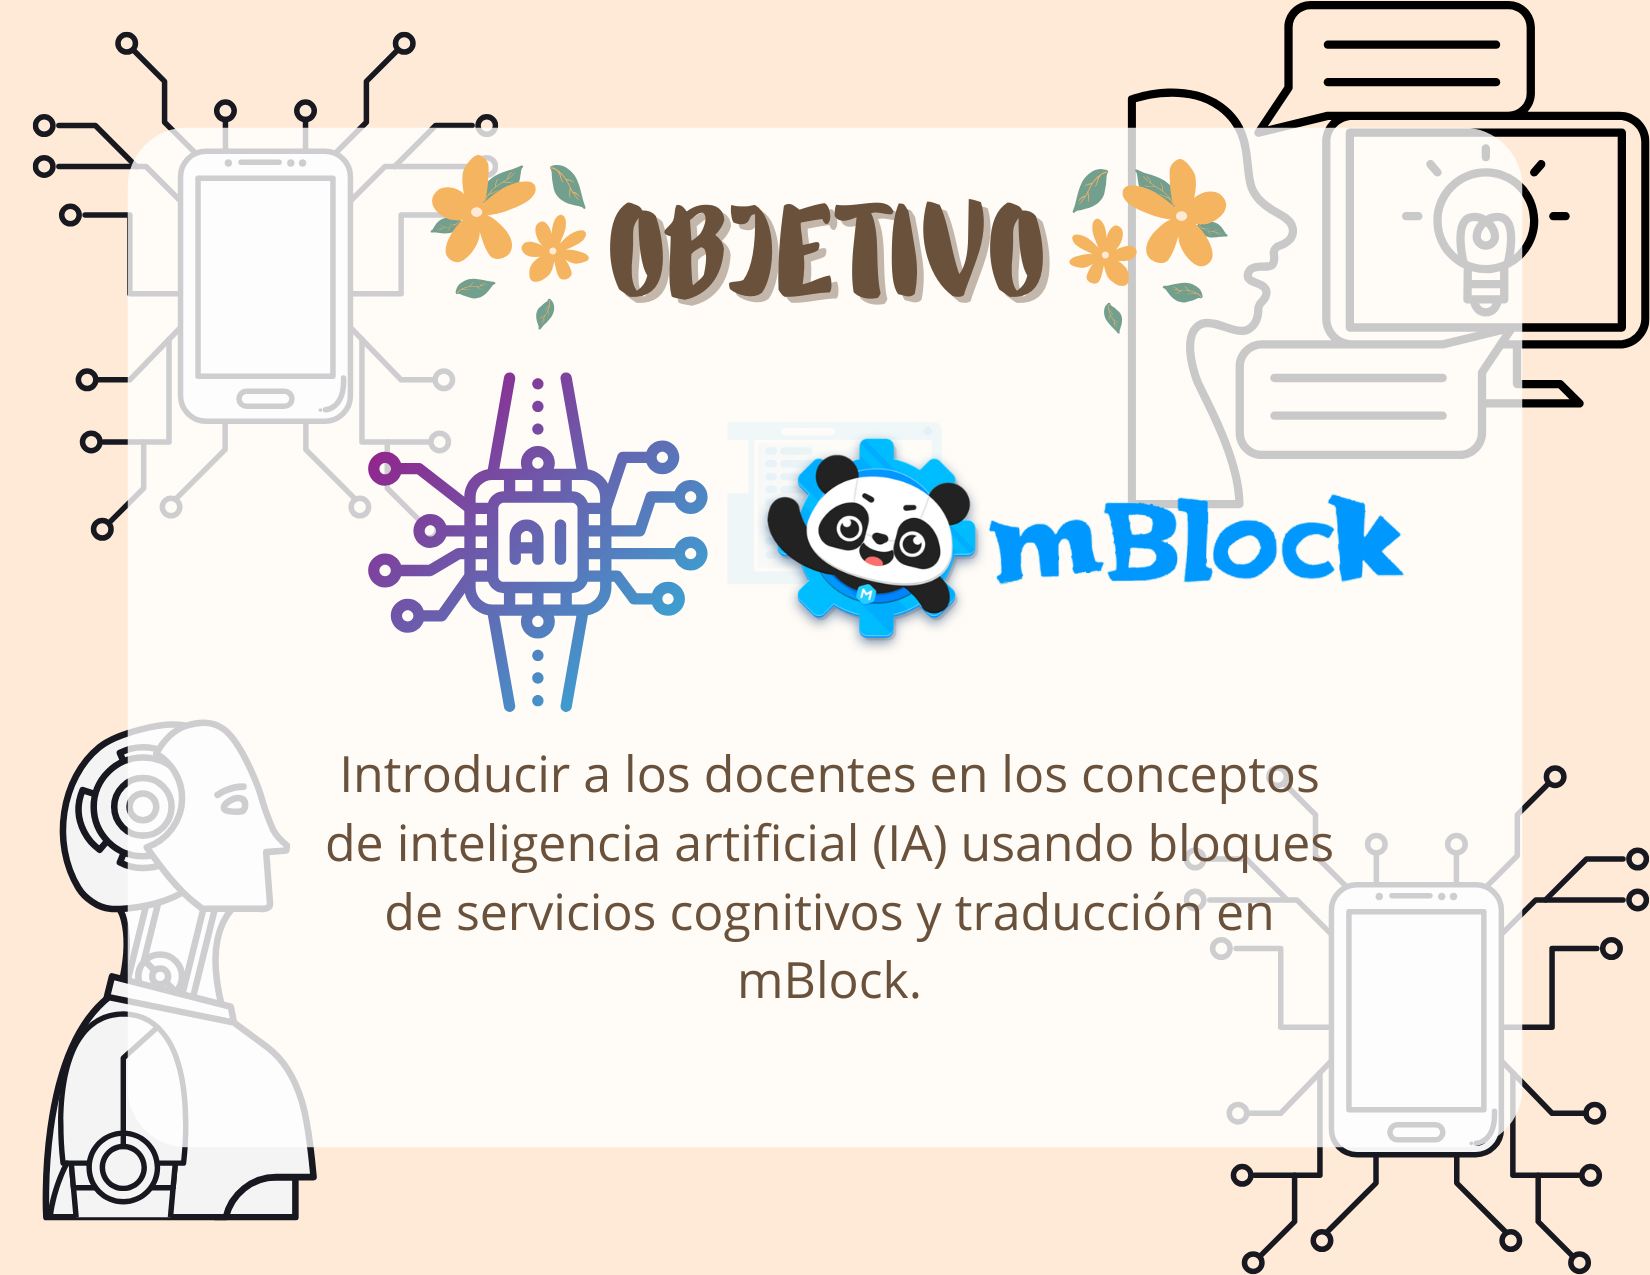 OBJETIVO
AI
M
mBlock
Introducir a los docentes en los conceptos
de inteligencia artificial (IA) usando bloques
de servicios cognitivos y traducción en
mBlock.